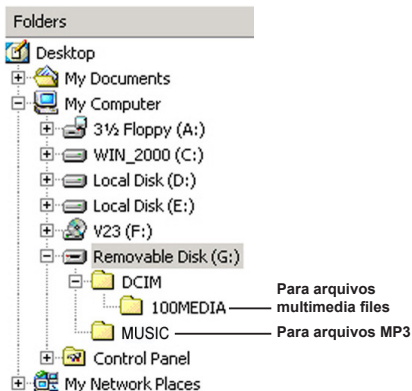 Folders
Desktop
My Documents
My Computer
3½ Floppy (A:)
WIN_2000 (C:)
Local Disk (D:)
Local Disk (E:)
V23 (F:)
Removable Disk (G:)
DCIM
100MEDIA
Para arquivos
multimedia files
MUSIC
Para arquivos MP3
Control Panel
My Network Places